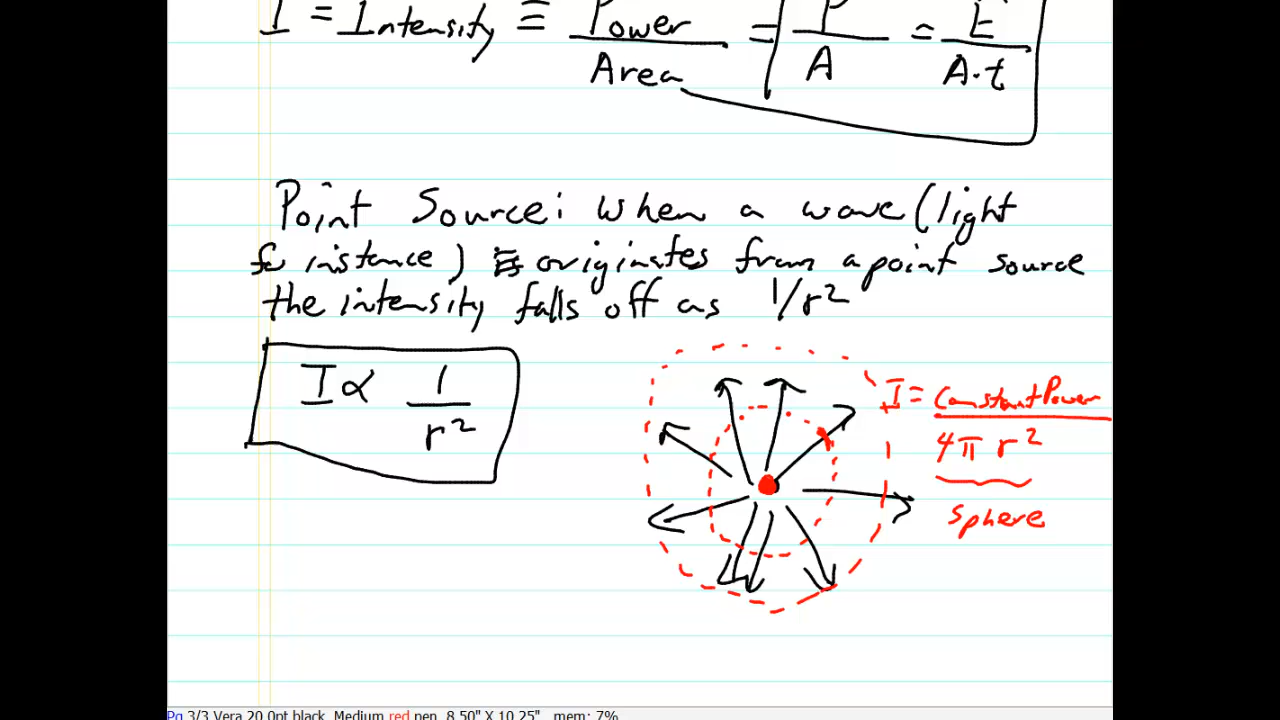 I = Intensity ≡ Power / Area = P / A = E / A·t
Point Source: When a wave (light
for instance) is originates from a point source
the intensity falls off as 1/r²
I ∝ 1 / r²
I = Constant Power / 4π r²
sphere
Pg 3/3 Vera 20.0pt black, Medium red pen, 8.50" X 10.25" mem: 7%